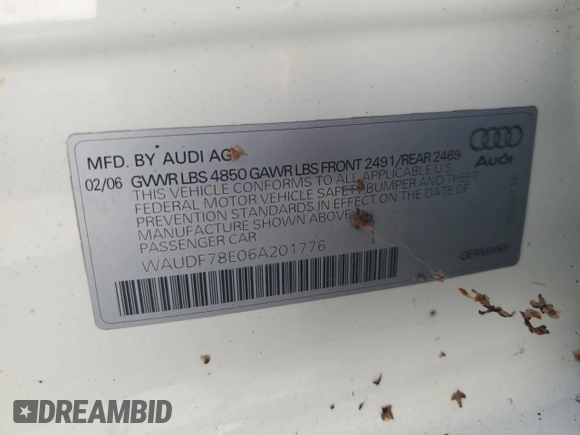 MFD. BY AUDI AG
02/06 GVWR LBS 4850 GAWR LBS FRONT 2491/REAR 2469
THIS VEHICLE CONFORMS TO ALL APPLICABLE U.S.
FEDERAL MOTOR VEHICLE SAFETY, BUMPER AND THEFT
PREVENTION STANDARDS IN EFFECT ON THE DATE OF
MANUFACTURE SHOWN ABOVE
PASSENGER CAR
WAUDF78E06A201776
Audi
GERMANY
DREAMBID